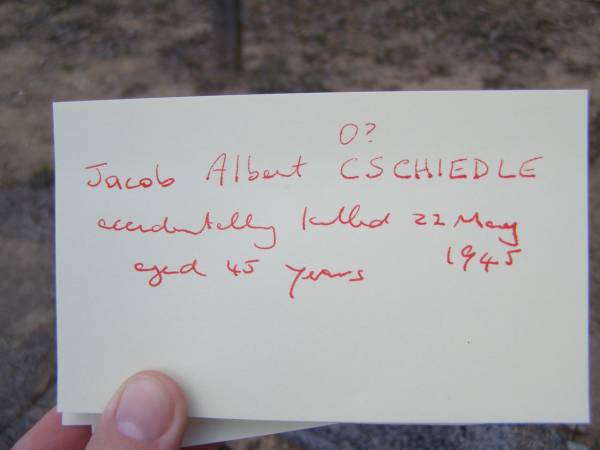 O?
Jacob Albert CSCHIEDLE
accidentally killed 22 May
1945
aged 45 years